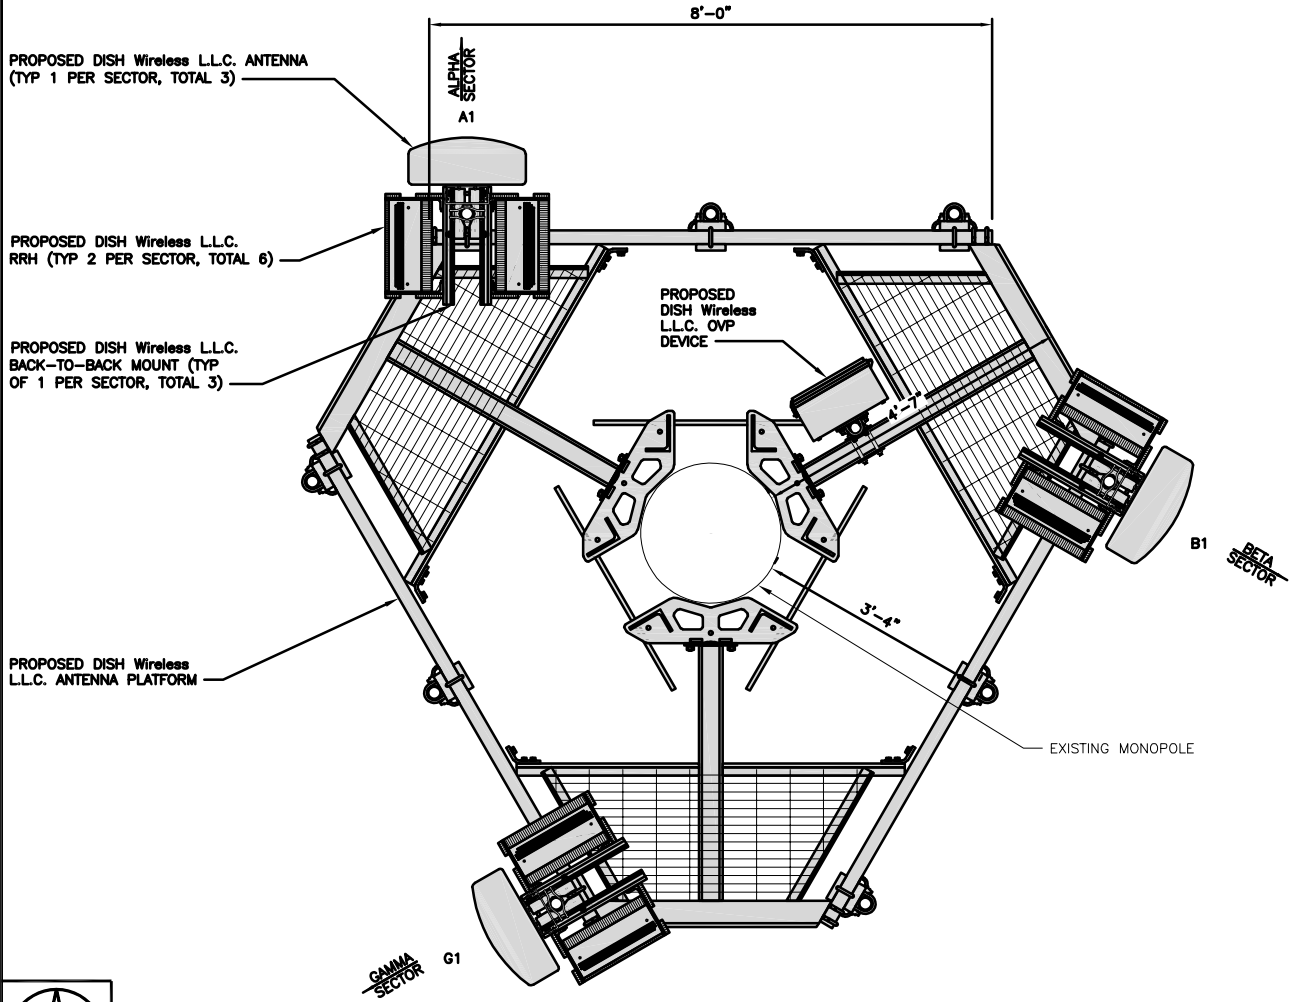 8'-0"
PROPOSED DISH Wireless L.L.C. ANTENNA
(TYP 1 PER SECTOR, TOTAL 3)
ALPHA
SECTOR
A1
PROPOSED DISH Wireless L.L.C.
RRH (TYP 2 PER SECTOR, TOTAL 6)
PROPOSED
DISH Wireless
L.L.C. OVP
DEVICE
PROPOSED DISH Wireless L.L.C.
BACK-TO-BACK MOUNT (TYP
OF 1 PER SECTOR, TOTAL 3)
4'-7"
B1
BETA
SECTOR
3'-4"
PROPOSED DISH Wireless
L.L.C. ANTENNA PLATFORM
EXISTING MONOPOLE
G1
GAMMA
SECTOR